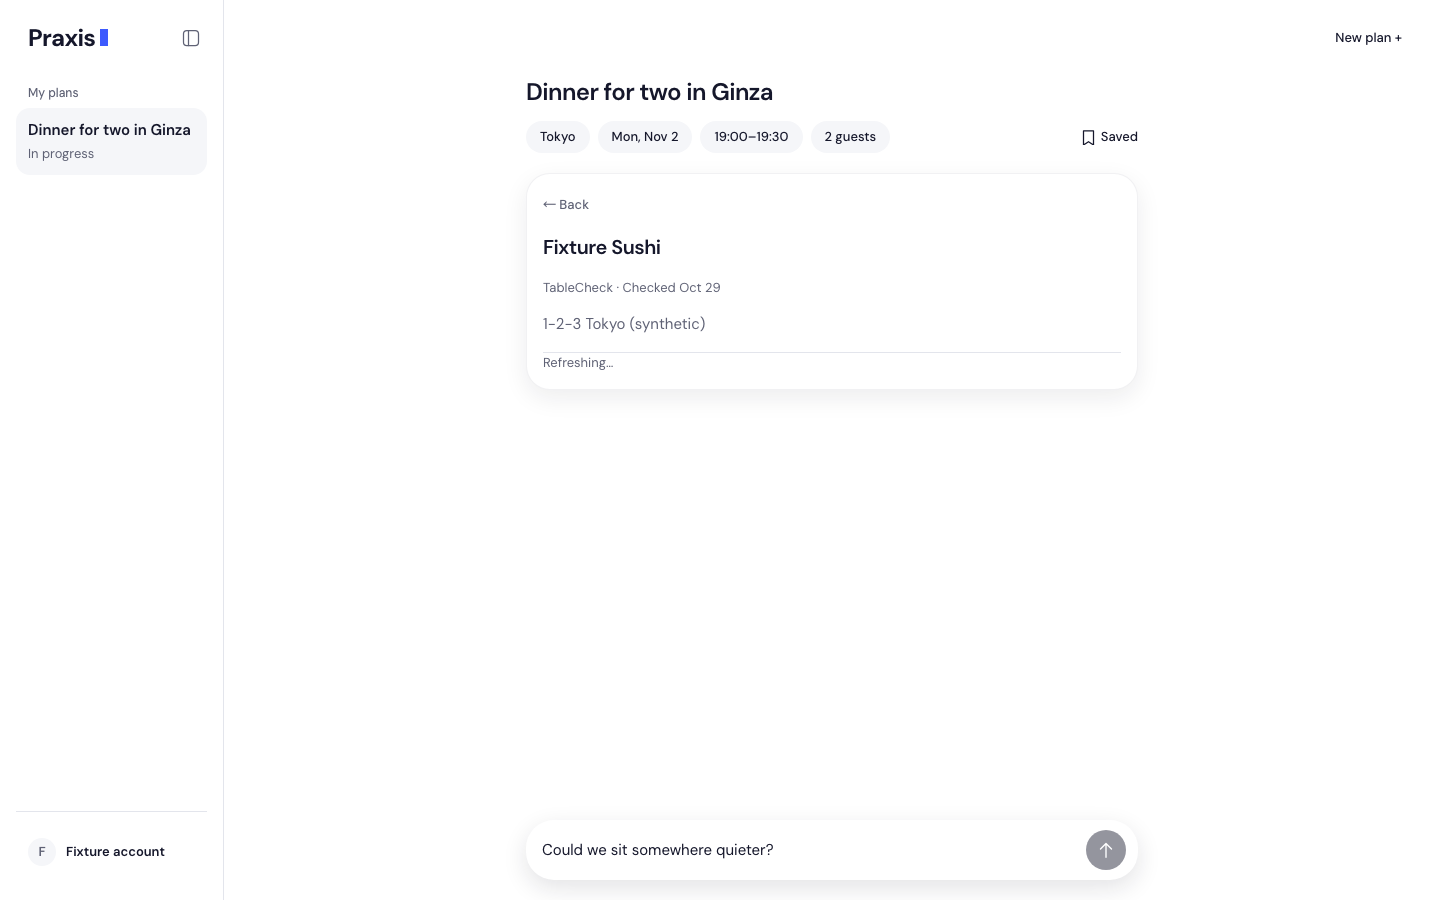 Praxis
New plan +
My plans
Dinner for two in Ginza
In progress
Dinner for two in Ginza
Tokyo
Mon, Nov 2
19:00–19:30
2 guests
Saved
← Back
Fixture Sushi
TableCheck · Checked Oct 29
1-2-3 Tokyo (synthetic)
Refreshing…
Could we sit somewhere quieter?
F
Fixture account